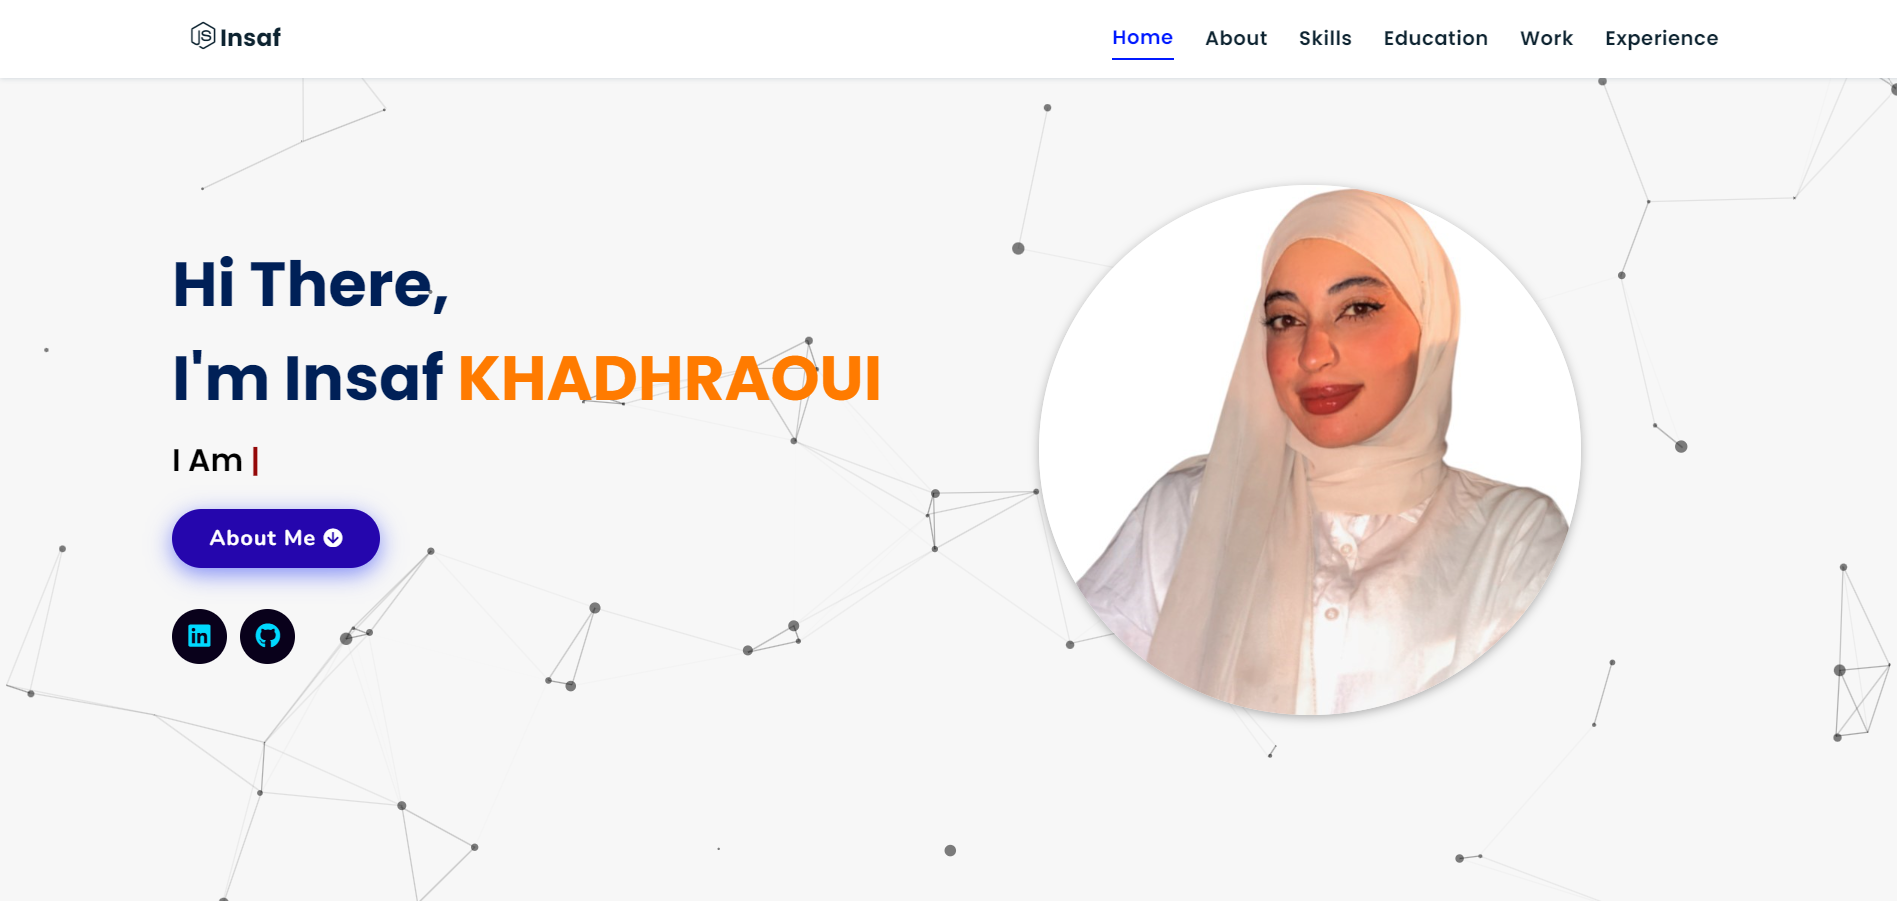 Insaf
Home About Skills Education Work Experience
Hi There,
I'm Insaf KHADHRAOUI
I Am |
About Me